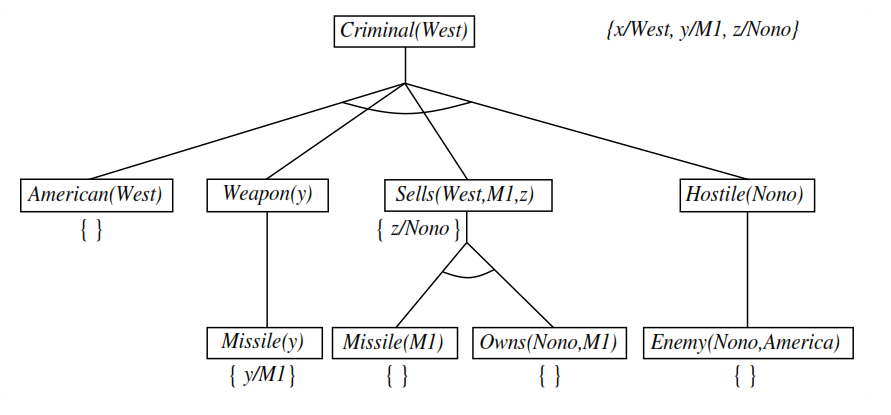 Criminal(West)
{x/West, y/M1, z/Nono}
American(West)
Weapon(y)
Sells(West,M1,z)
Hostile(Nono)
{ }
{ z/Nono }
Missile(y)
Missile(M1)
Owns(Nono,M1)
Enemy(Nono,America)
{ y/M1 }
{ }
{ }
{ }